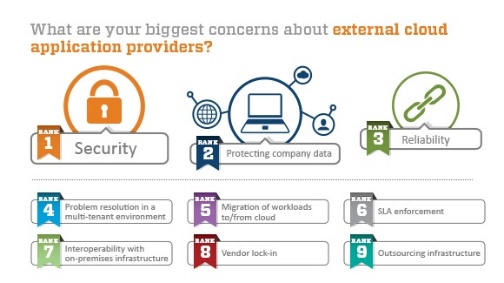 What are your biggest concerns about external cloud
application providers?
RANK
1
Security
RANK
2
Protecting company data
RANK
3
Reliability
RANK
4
Problem resolution in a
multi-tenant environment
RANK
5
Migration of workloads
to/from cloud
RANK
6
SLA enforcement
RANK
7
Interoperability with
on-premises infrastructure
RANK
8
Vendor lock-in
RANK
9
Outsourcing infrastructure